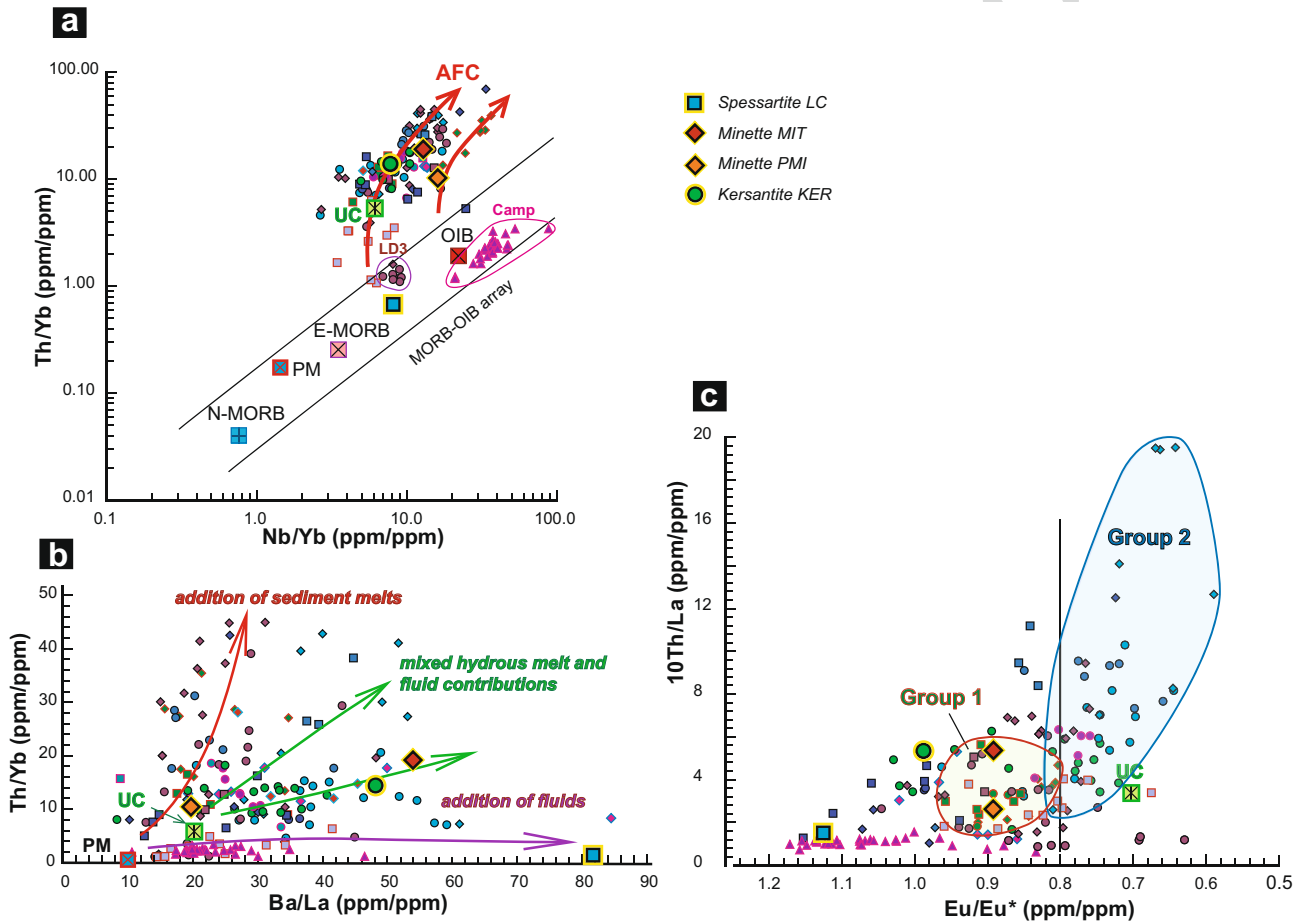 a
100.00
10.00
1.00
0.10
0.01
Th/Yb (ppm/ppm)
AFC
UC
LD3
OIB
Camp
E-MORB
PM
N-MORB
MORB-OIB array
0.1
1.0
10.0
100.0
Nb/Yb (ppm/ppm)
Spessartite LC
Minette MIT
Minette PMI
Kersantite KER
b
50
40
30
20
10
0
Th/Yb (ppm/ppm)
addition of sediment melts
mixed hydrous melt and
fluid contributions
addition of fluids
UC
PM
0
10
20
30
40
50
60
70
80
90
Ba/La (ppm/ppm)
c
20
16
12
8
4
0
10Th/La (ppm/ppm)
Group 2
Group 1
UC
1.2
1.1
1.0
0.9
0.8
0.7
0.6
0.5
Eu/Eu* (ppm/ppm)